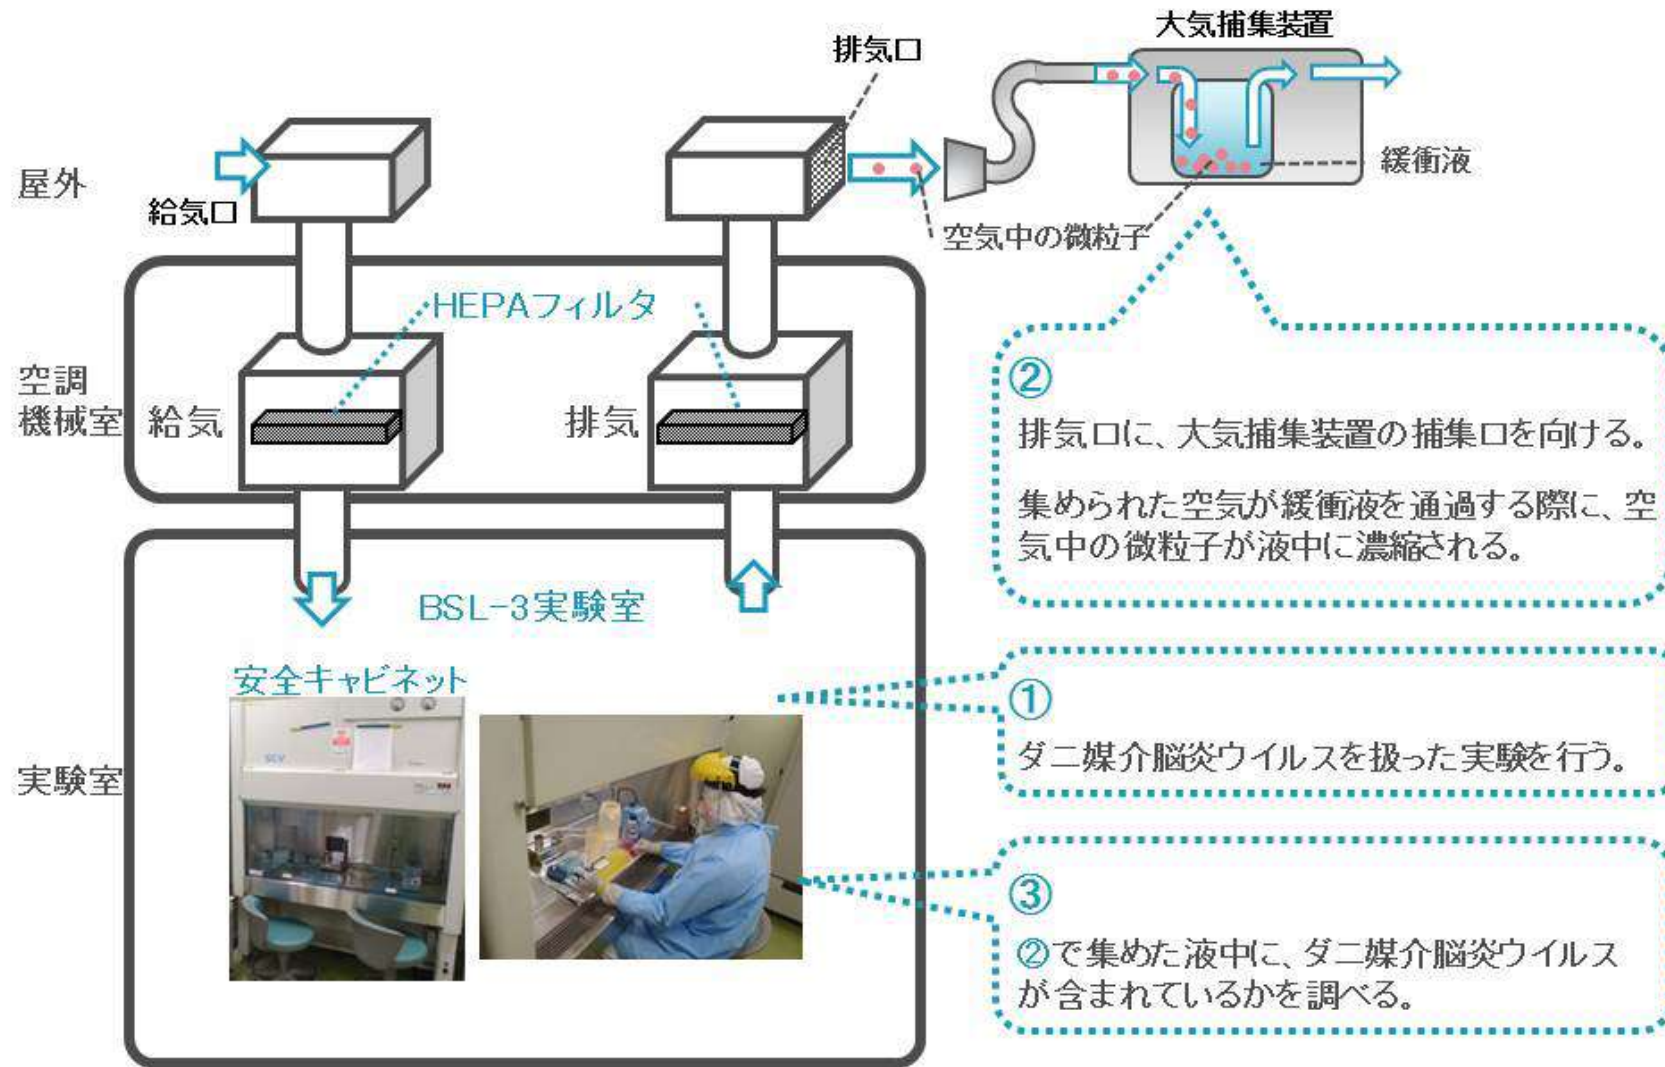 大気捕集装置
排気口
屋外
給気口
緩衝液
空気中の微粒子
HEPAフィルタ
空調
機械室
給気
排気
②
排気口に、大気捕集装置の捕集口を向ける。
集められた空気が緩衝液を通過する際に、空
気中の微粒子が液中に濃縮される。
BSL-3実験室
安全キャビネット
SCV
①
ダニ媒介脳炎ウイルスを扱った実験を行う。
実験室
③
②で集めた液中に、ダニ媒介脳炎ウイルス
が含まれているかを調べる。